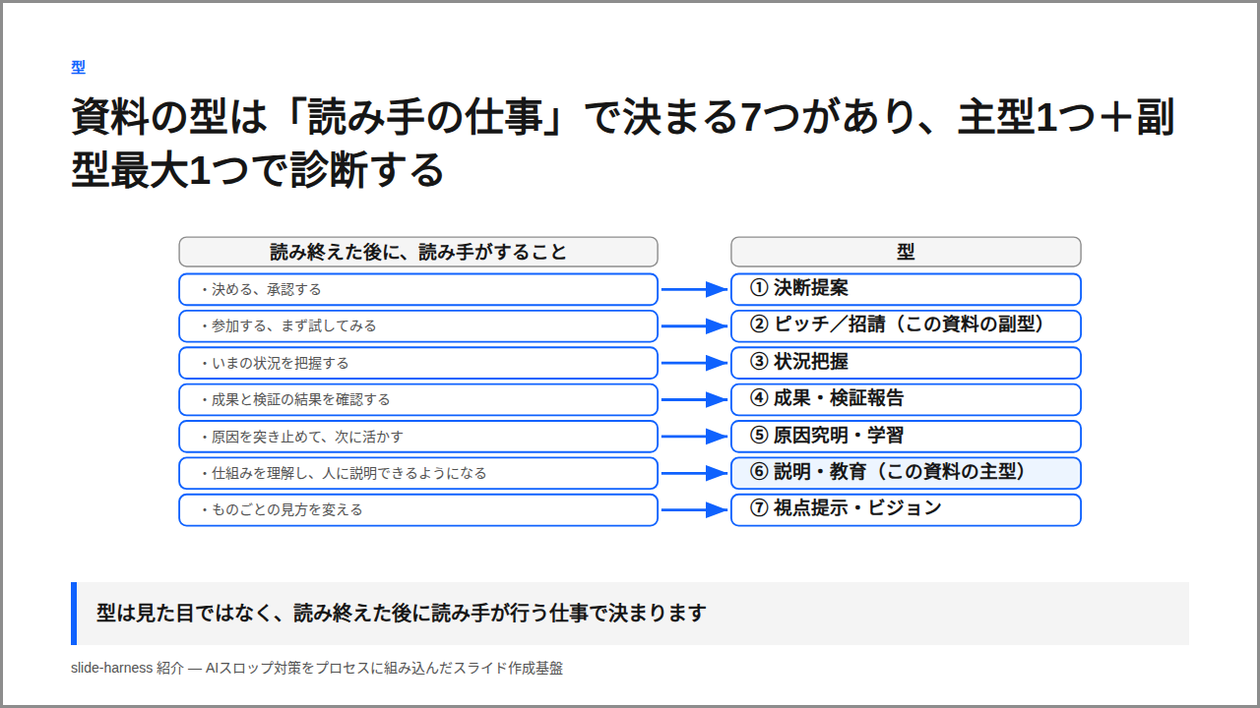 型
資料の型は「読み手の仕事」で決まる7つがあり、主型1つ＋副
型最大1つで診断する
読み終えた後に、読み手がすること
型
・決める、承認する
① 決断提案
・参加する、まず試してみる
② ピッチ／招請（この資料の副型）
・いまの状況を把握する
③ 状況把握
・成果と検証の結果を確認する
④ 成果・検証報告
・原因を突き止めて、次に活かす
⑤ 原因究明・学習
・仕組みを理解し、人に説明できるようになる
⑥ 説明・教育（この資料の主型）
・ものごとの見方を変える
⑦ 視点提示・ビジョン
型は見た目ではなく、読み終えた後に読み手が行う仕事で決まります
slide-harness 紹介 — AIスロップ対策をプロセスに組み込んだスライド作成基盤